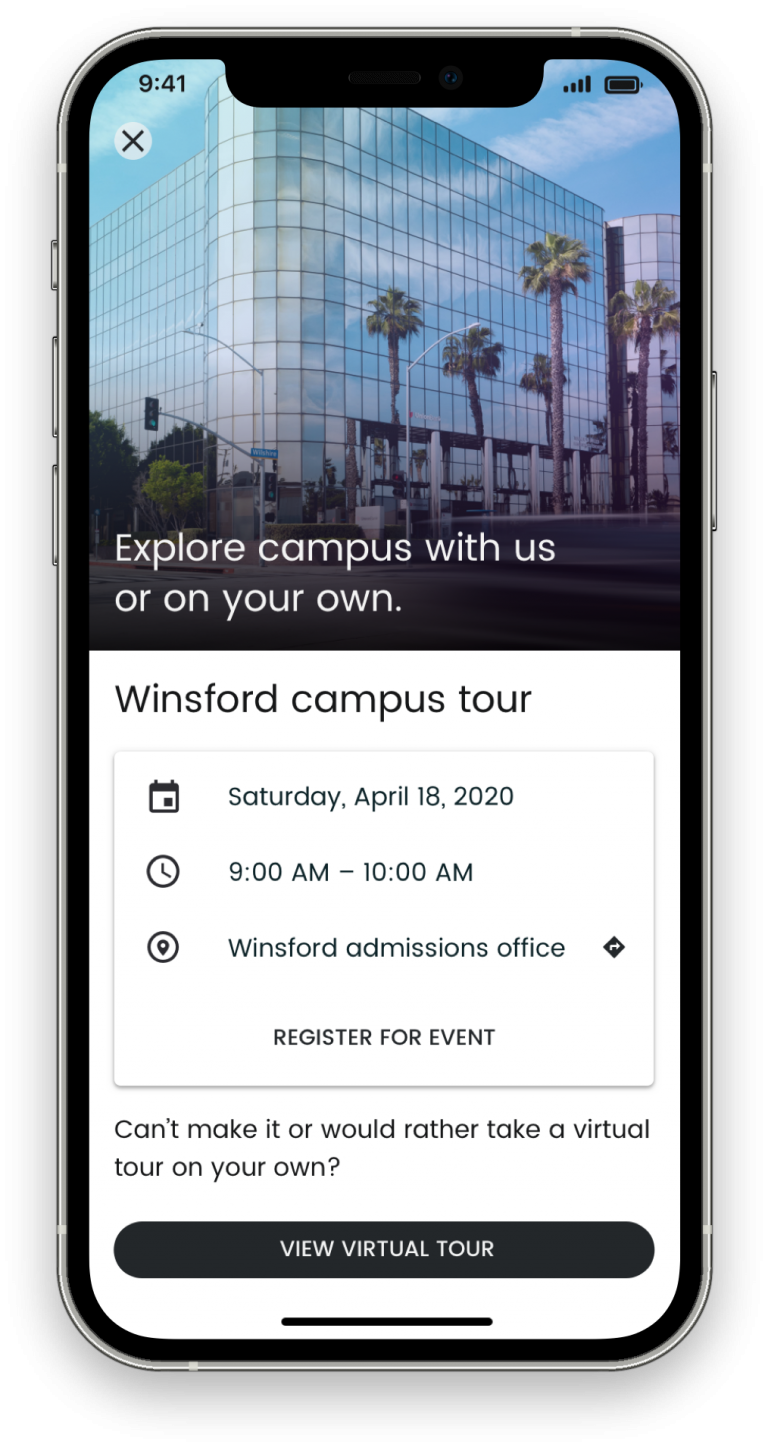 9:41
Wilshire
Explore campus with us
or on your own.
Winsford campus tour
Saturday, April 18, 2020
9:00 AM – 10:00 AM
Winsford admissions office
REGISTER FOR EVENT
Can’t make it or would rather take a virtual
tour on your own?
VIEW VIRTUAL TOUR